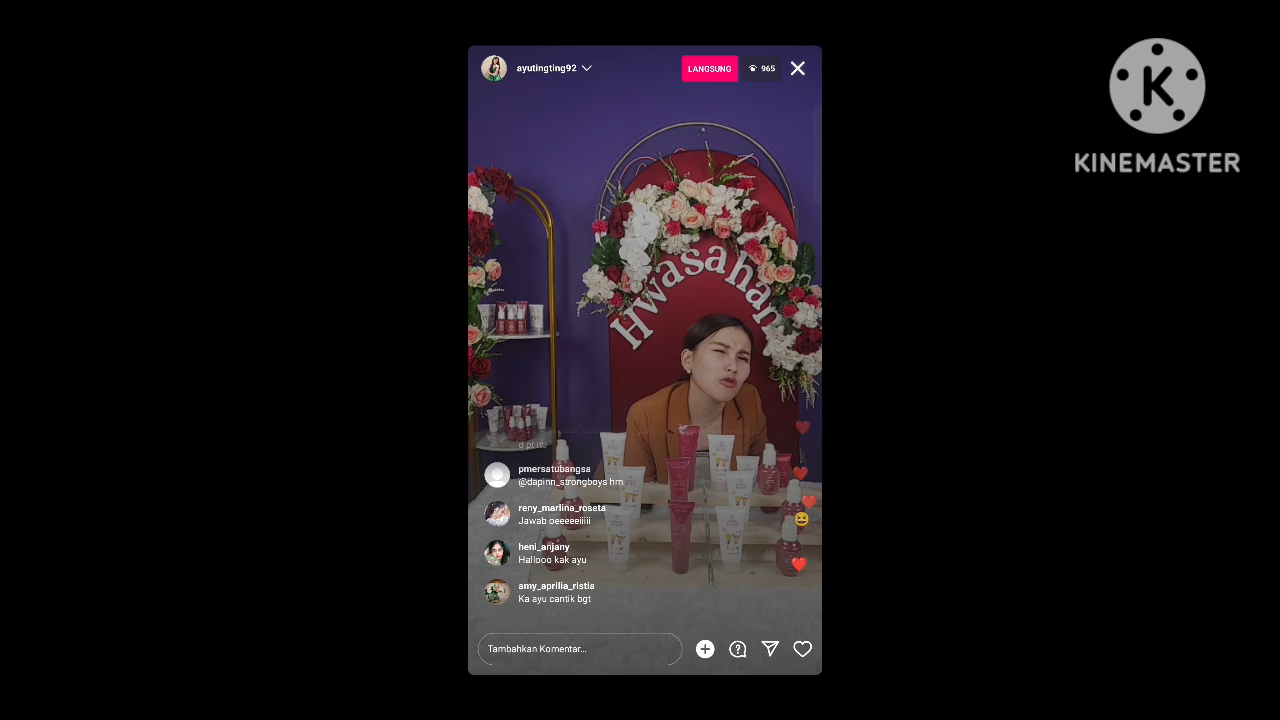 ayutingting92
LANGSUNG
965
KINEMASTER
Hwasahan
pmersatubangsa
@dapinn_strongboys hm
reny_marlina_roseta
Jawab oeeeeeiiiii
heni_anjany
Hallooo kak ayu
amy_aprilia_ristia
Ka ayu cantik bgt
Tambahkan Komentar...